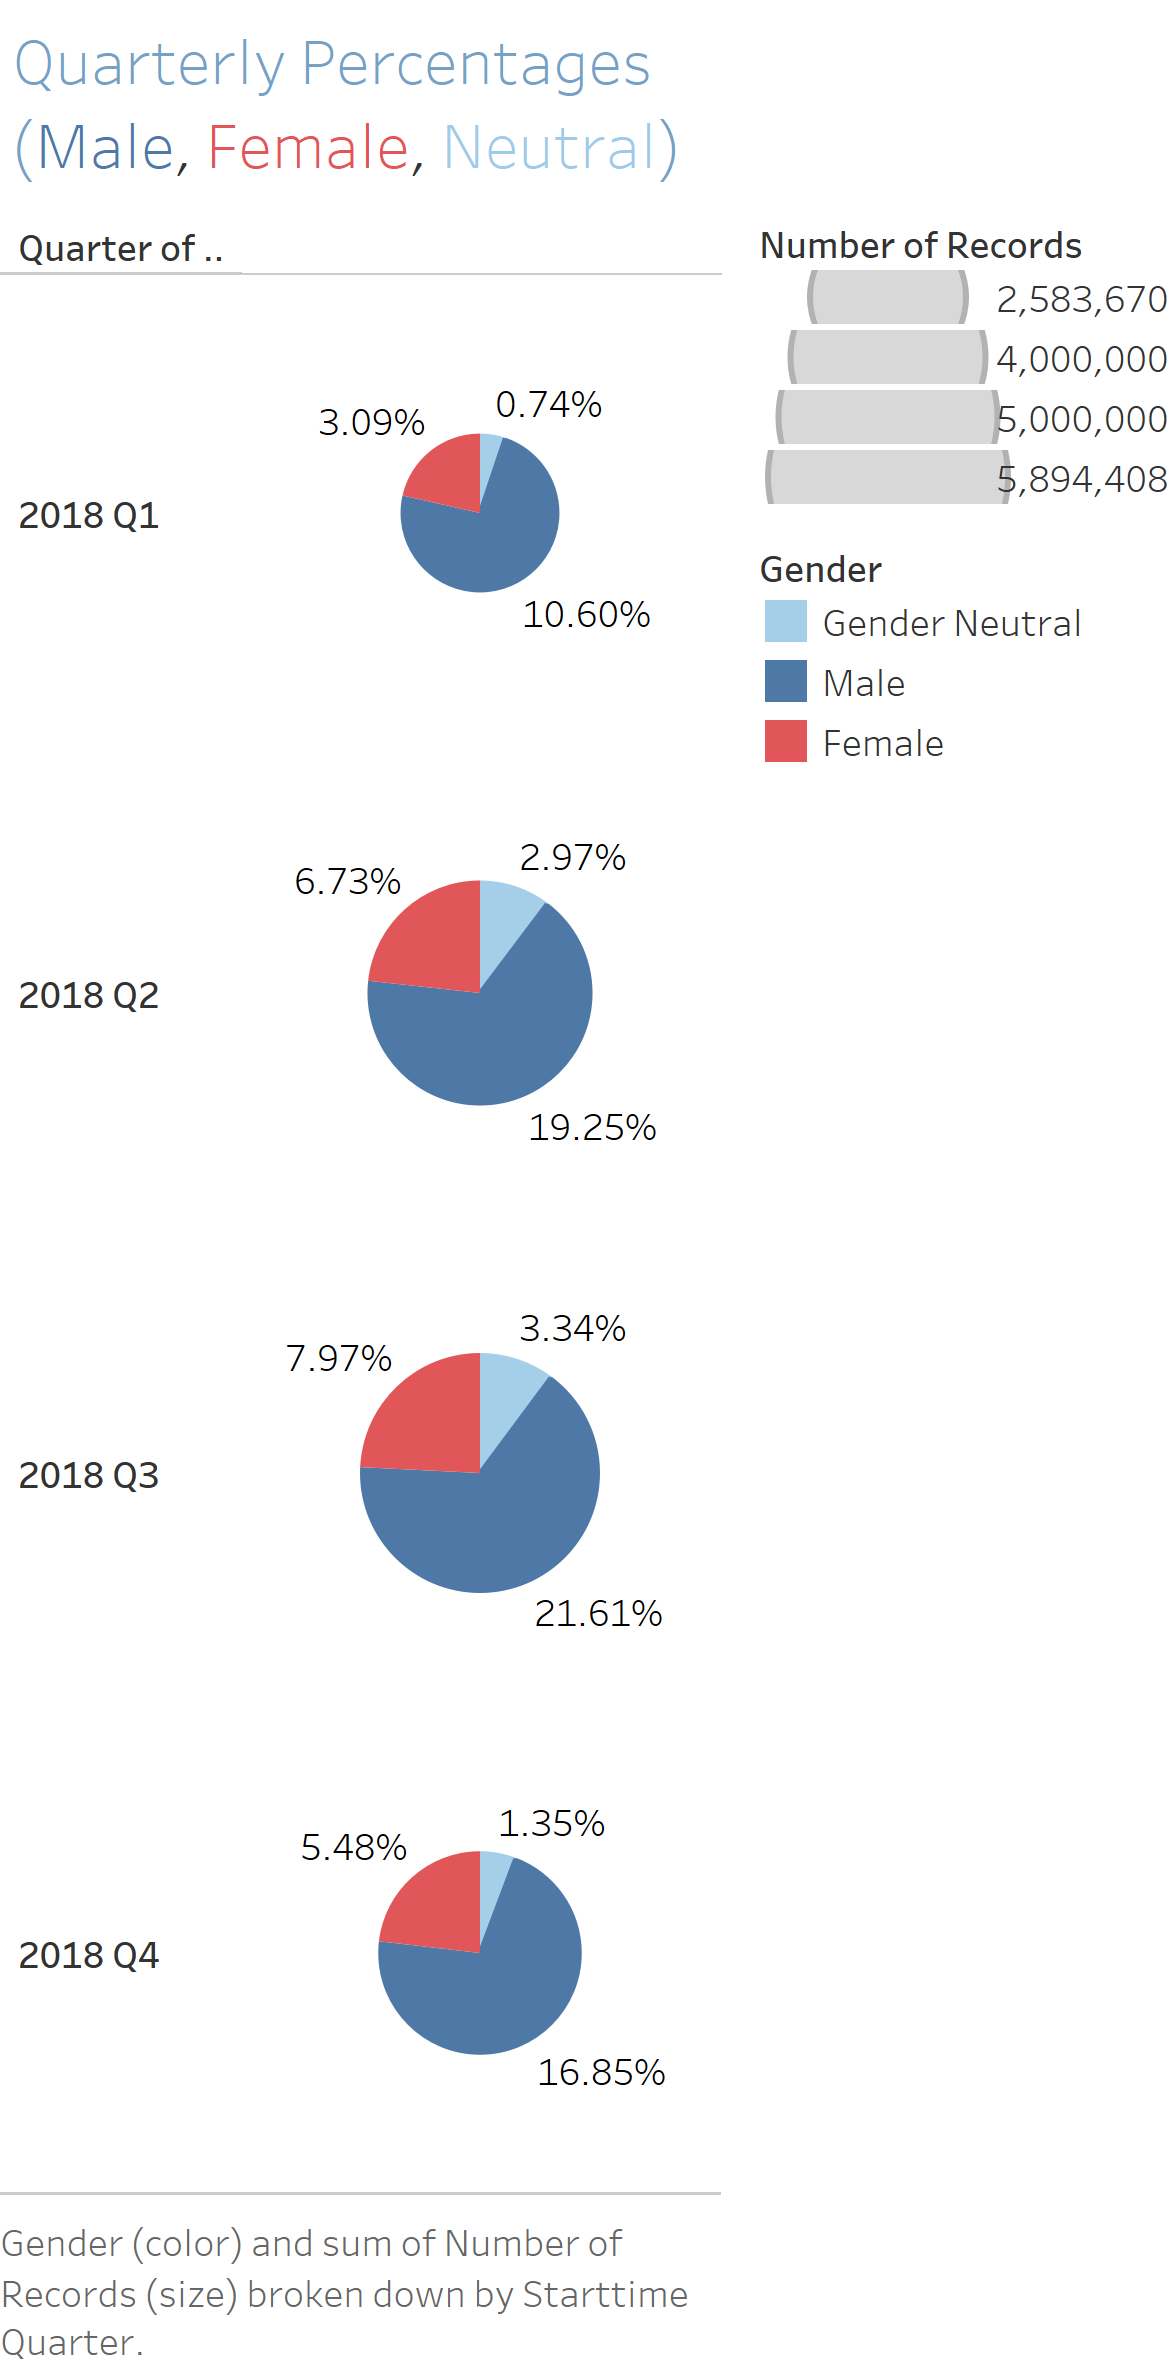 Quarterly Percentages
(Male, Female, Neutral)
Quarter of ..
Number of Records
2,583,670
4,000,000
5,000,000
5,894,408
Gender
Gender Neutral
Male
Female
2018 Q1
3.09%
0.74%
10.60%
2018 Q2
6.73%
2.97%
19.25%
2018 Q3
7.97%
3.34%
21.61%
2018 Q4
5.48%
1.35%
16.85%
Gender (color) and sum of Number of
Records (size) broken down by Starttime
Quarter.